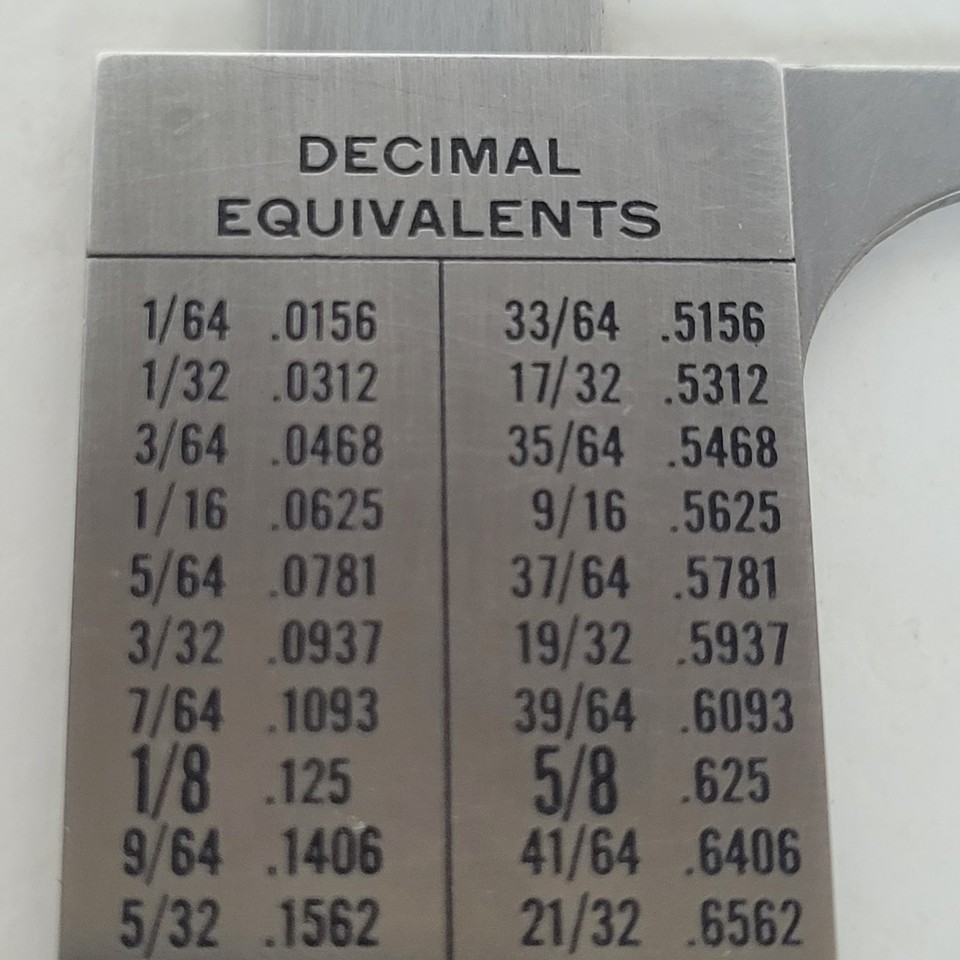 DECIMAL
EQUIVALENTS
1/64 .0156 33/64 .5156
1/32 .0312 17/32 .5312
3/64 .0468 35/64 .5468
1/16 .0625 9/16 .5625
5/64 .0781 37/64 .5781
3/32 .0937 19/32 .5937
7/64 .1093 39/64 .6093
1/8 .125 5/8 .625
9/64 .1406 41/64 .6406
5/32 .1562 21/32 .6562